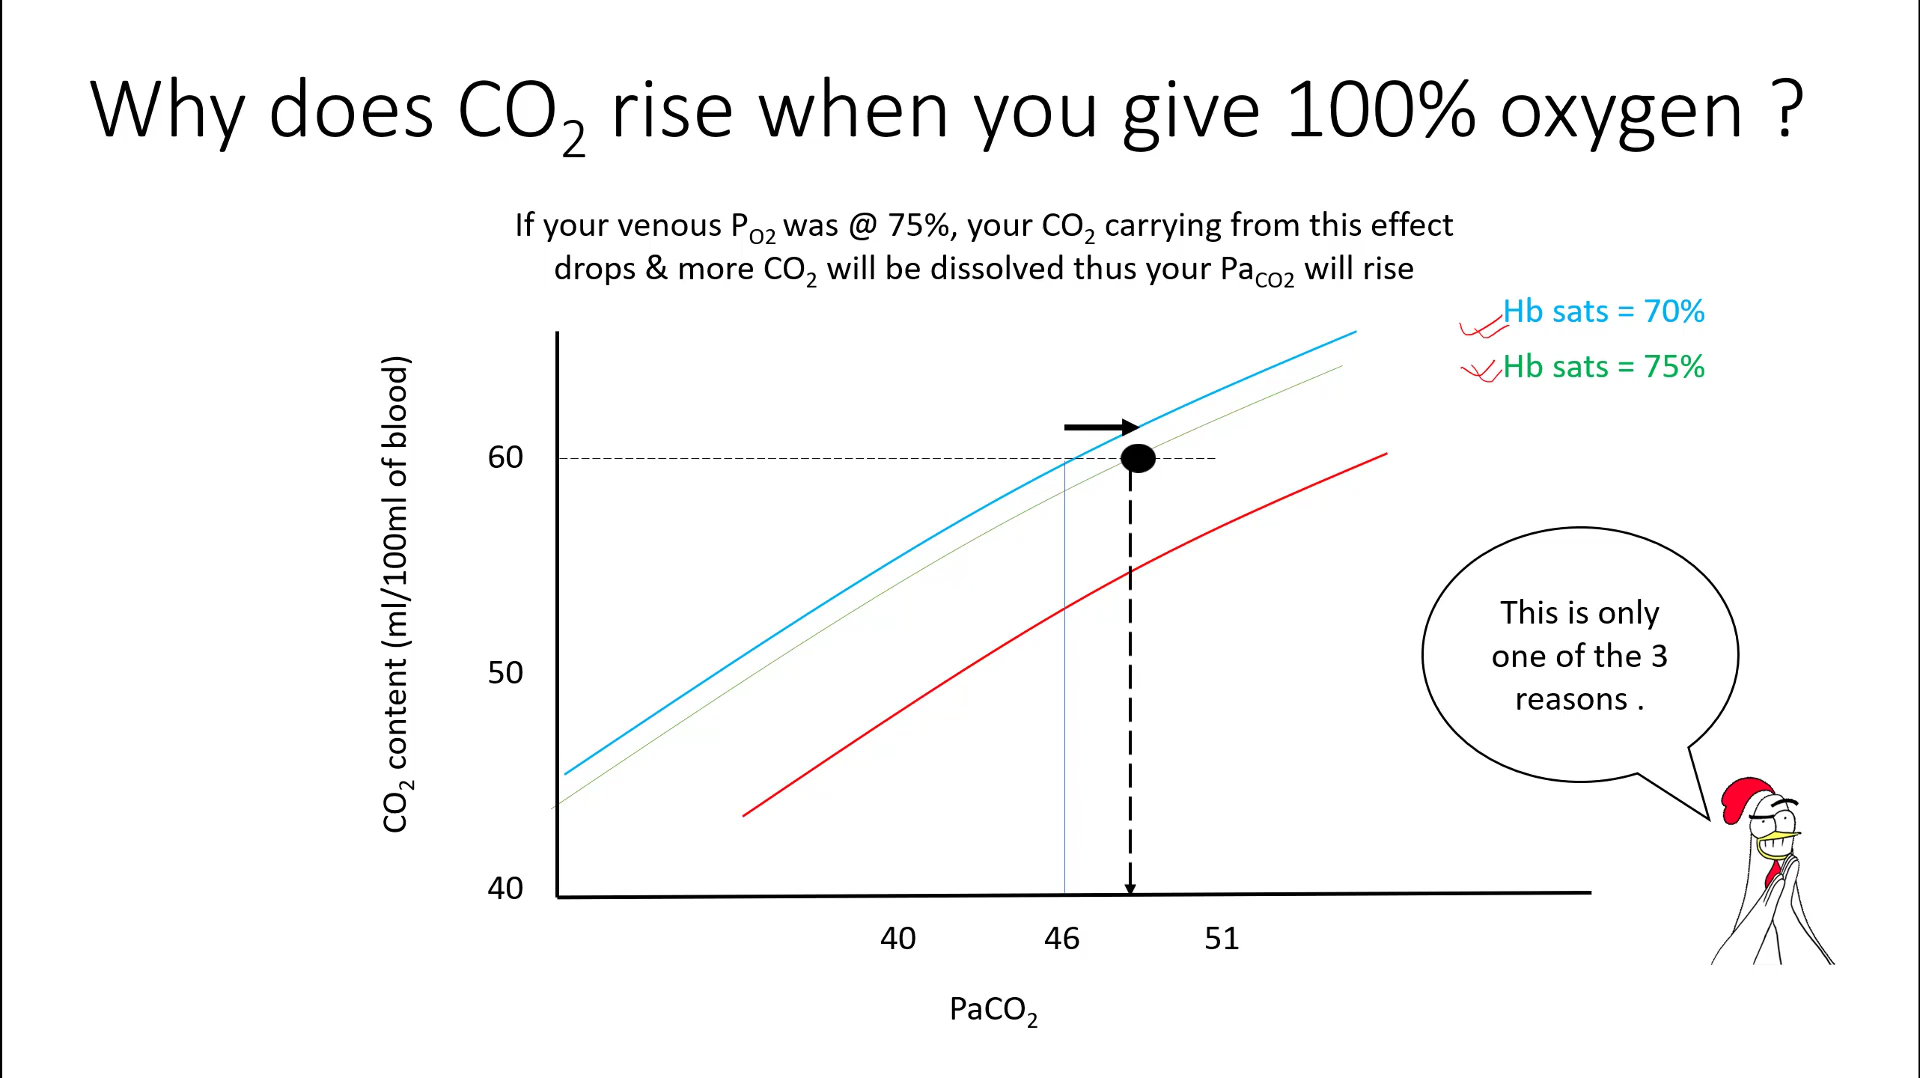 Why does CO₂ rise when you give 100% oxygen ?
If your venous P_O2 was @ 75%, your CO₂ carrying from this effect
drops & more CO₂ will be dissolved thus your Pa_CO2 will rise
Hb sats = 70%
Hb sats = 75%
CO₂ content (ml/100ml of blood)
60
50
40
40 46 51
PaCO₂
This is only
one of the 3
reasons .